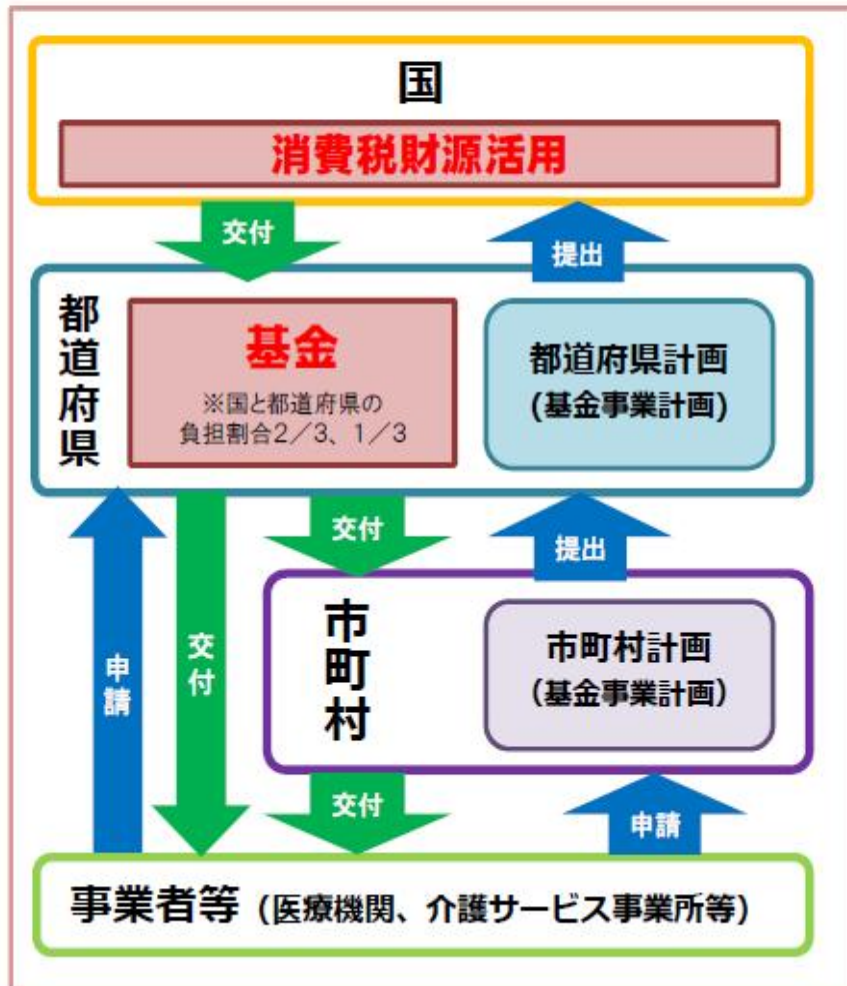 国
消費税財源活用
交付
提出
都道府県
基金
※国と都道府県の
負担割合2／3、1／3
都道府県計画
(基金事業計画)
申請
交付
交付
提出
市町村
市町村計画
（基金事業計画）
交付
申請
事業者等（医療機関、介護サービス事業所等）